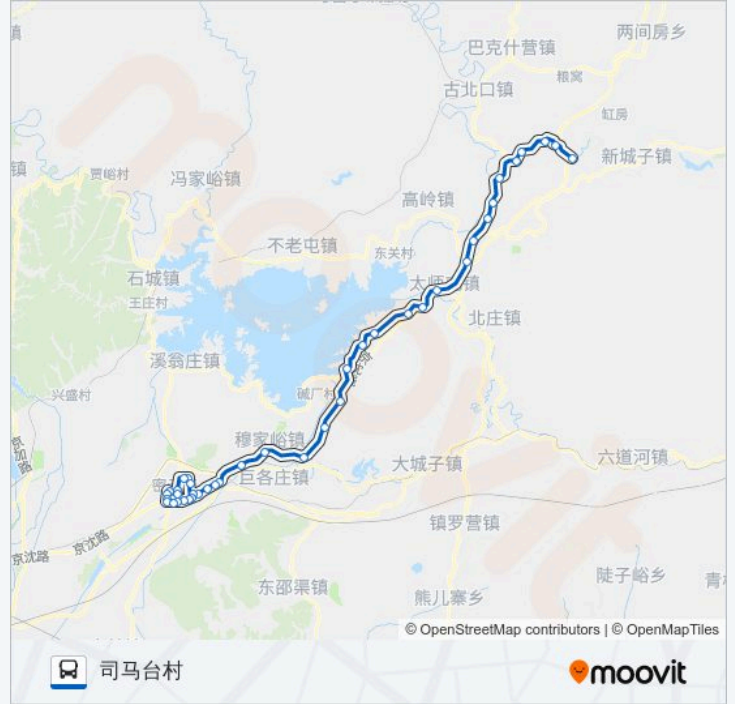 两间房乡
巴克什营镇
粮窝
古北口镇
缸房
新城子镇
镇
贾峪村
冯家峪镇
高岭镇
不老屯镇
东关村
石城镇
王庄村
北庄镇
溪翁庄镇
兴盛村
碱厂村
穆家峪镇
大城子镇
六道河镇
巨各庄镇
京沈路
京沈路
镇罗营镇
东邵渠镇
陡子峪乡
熊儿寨乡
© OpenStreetMap contributors | © OpenMapTiles
司马台村
moovit